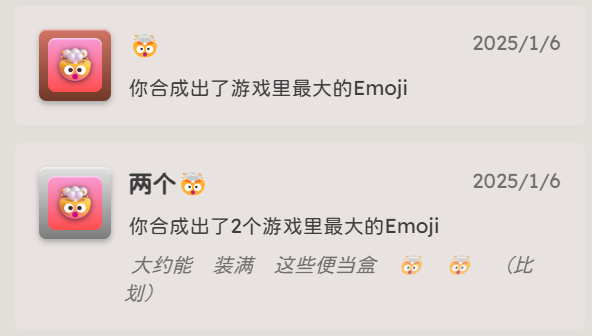 🤯
2025/1/6
你合成出了游戏里最大的Emoji
两个🤯
2025/1/6
你合成出了2个游戏里最大的Emoji
大约能 装满 这些便当盒 🤯 🤯 （比
划）